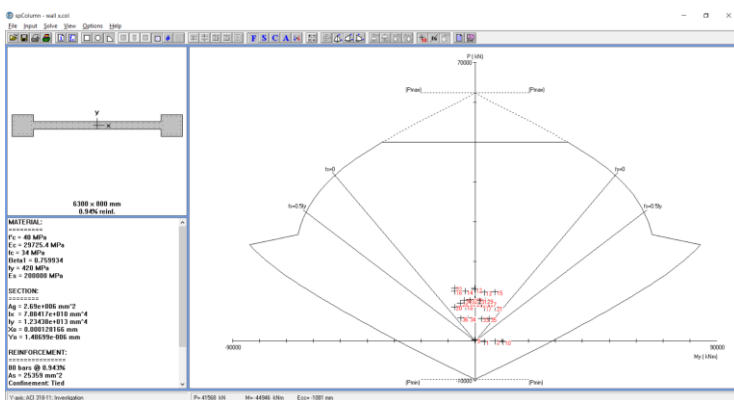 spColumn - wall s.col
File Input Solve View Options Help
F S C A
y
x
6300 x 800 mm
0.94% reinf.
MATERIAL:
=========
f'c = 40 MPa
Ec = 29725.4 MPa
fc = 34 MPa
Beta1 = 0.759934
fy = 420 MPa
Es = 200000 MPa
SECTION:
========
Ag = 2.69e+006 mm^2
Ix = 7.08417e+010 mm^4
Iy = 1.23438e+013 mm^4
Xo = 0.000128166 mm
Yo = 1.48699e-006 mm
REINFORCEMENT:
===============
88 bars @ 0.943%
As = 25359 mm^2
Confinement: Tied
P ( kN)
70000
(Pmax) (Pmax)
fs=0 fs=0
fs=0.5fy fs=0.5fy
-90000 90000
My ( kNm)
(Pmin) (Pmin)
-10000
Y-axis: ACI 318-11: Investigation P= 41568 kN M= -44946 kNm Ecc= -1081 mm